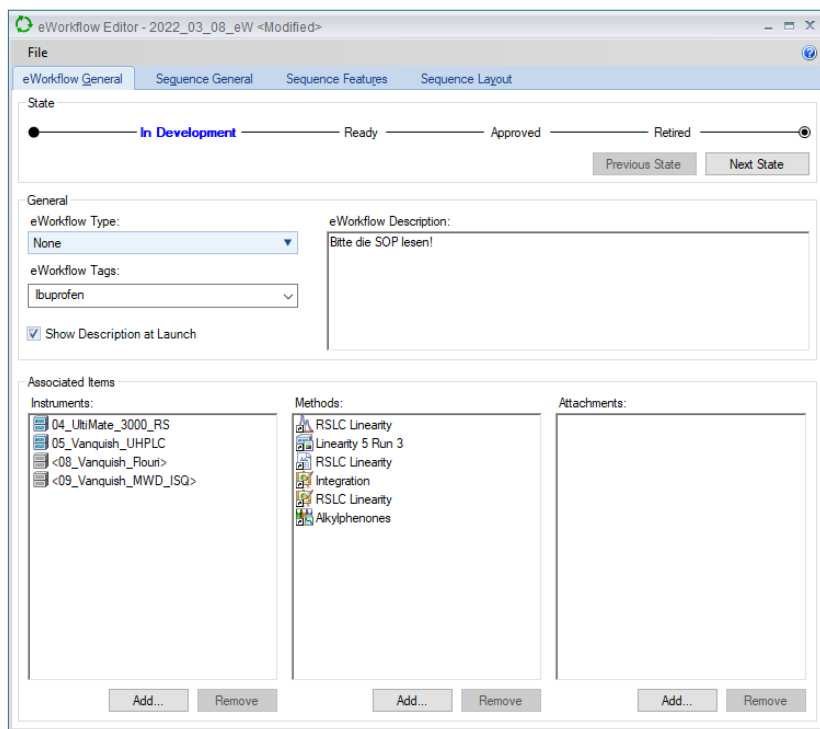 eWorkflow Editor - 2022_03_08_eW <Modified>
File
eWorkflow General
Sequence General
Sequence Features
Sequence Layout
State
In Development
Ready
Approved
Retired
Previous State
Next State
General
eWorkflow Type:
eWorkflow Description:
None
Bitte die SOP lesen!
eWorkflow Tags:
Ibuprofen
Show Description at Launch
Associated Items
Instruments:
04_UltiMate_3000_RS
05_Vanquish_UHPLC
<08_Vanquish_Flouri>
<09_Vanquish_MWD_ISQ>
Add...
Remove
Methods:
RSLC Linearity
Linearity 5 Run 3
RSLC Linearity
Integration
RSLC Linearity
Alkylphenones
Add...
Remove
Attachments:
Add...
Remove